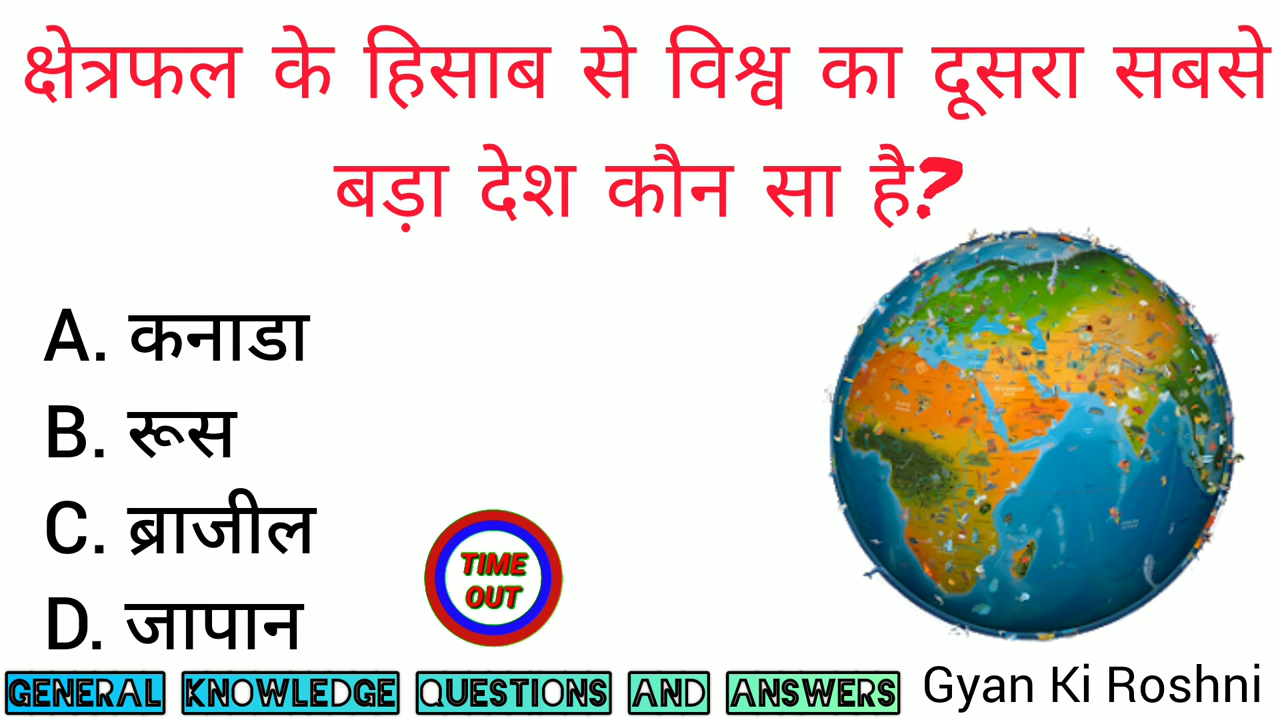 क्षेत्रफल के हिसाब से विश्व का दूसरा सबसे
बड़ा देश कौन सा है?
A. कनाडा
B. रूस
C. ब्राजील
D. जापान
TIME
OUT
GENERAL KNOWLEDGE QUESTIONS AND ANSWERS
Gyan Ki Roshni